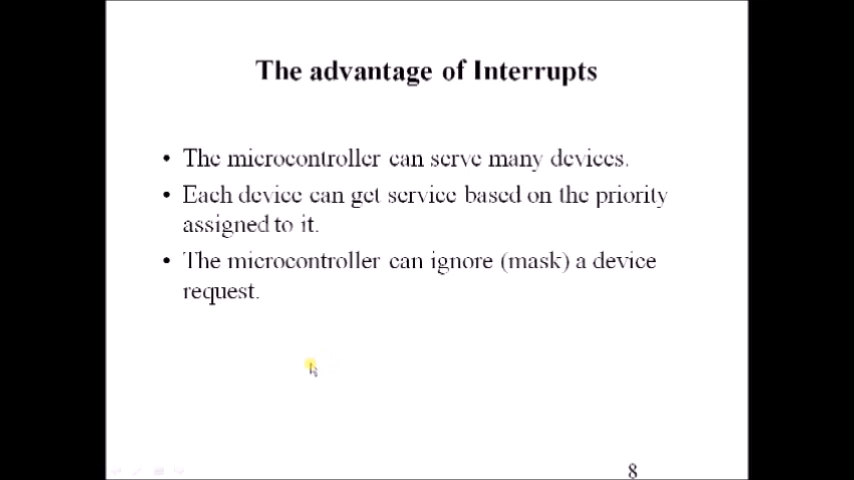 The advantage of Interrupts
• The microcontroller can serve many devices.
• Each device can get service based on the priority
assigned to it.
• The microcontroller can ignore (mask) a device
request.
8